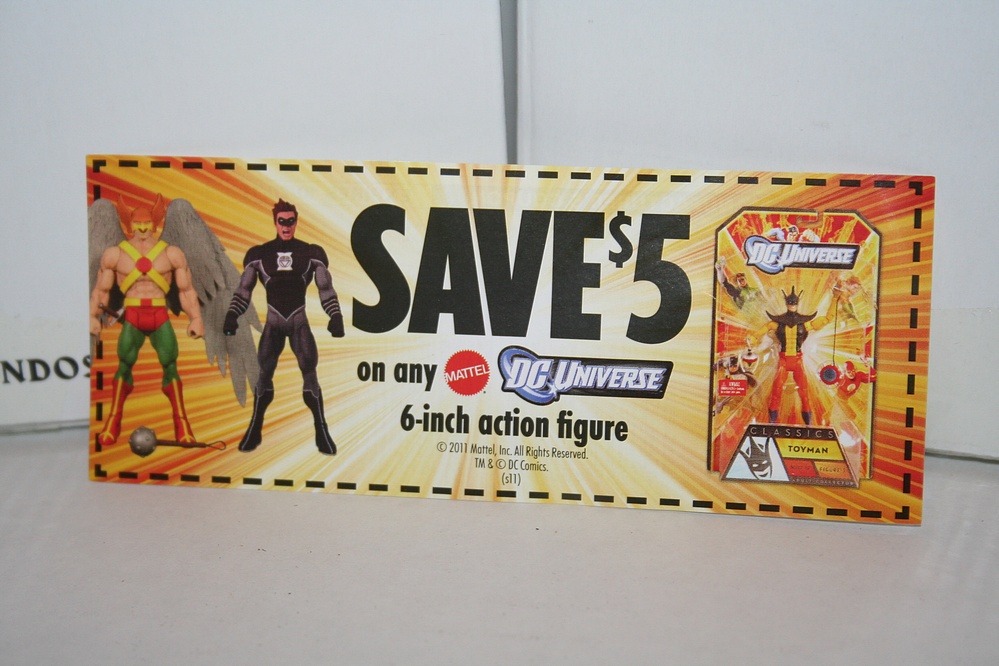 SAVE $5
on any MATTEL DC UNIVERSE
6-inch action figure
© 2011 Mattel, Inc. All Rights Reserved.
TM & © DC Comics.
(s11)
DC UNIVERSE
CLASSICS
TOYMAN
NDOS